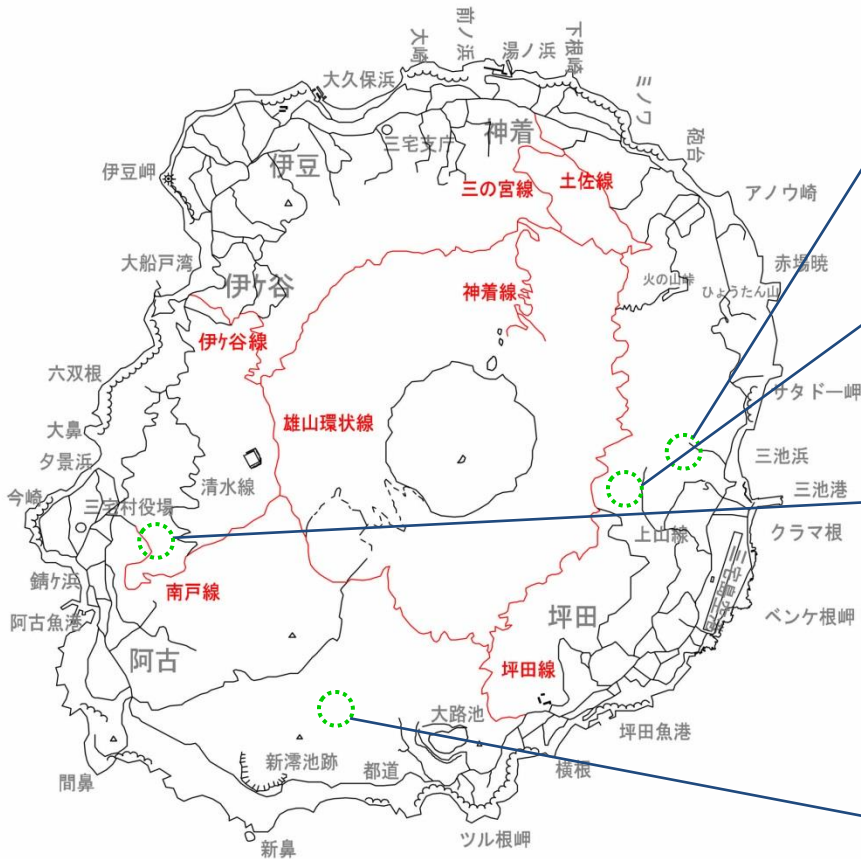 大崎
前ノ浜
湯ノ浜
下根崎
ミノワ
砲台
大久保浜
三宅支庁
神着
伊豆
伊豆岬
三の宮線
土佐線
アノウ崎
大船戸湾
伊ケ谷
神着線
火の山峠
ひょうたん山
赤場暁
伊ケ谷線
六双根
雄山環状線
サタドー岬
大鼻
夕景浜
清水線
三池浜
今崎
三宅村役場
三池港
上山線
クラマ根
錆ケ浜
南戸線
阿古魚港
坪田
三宅島空港
ベンケ根岬
阿古
坪田線
大路池
坪田魚港
間鼻
新澪池跡
都道
横根
新鼻
ツル根岬